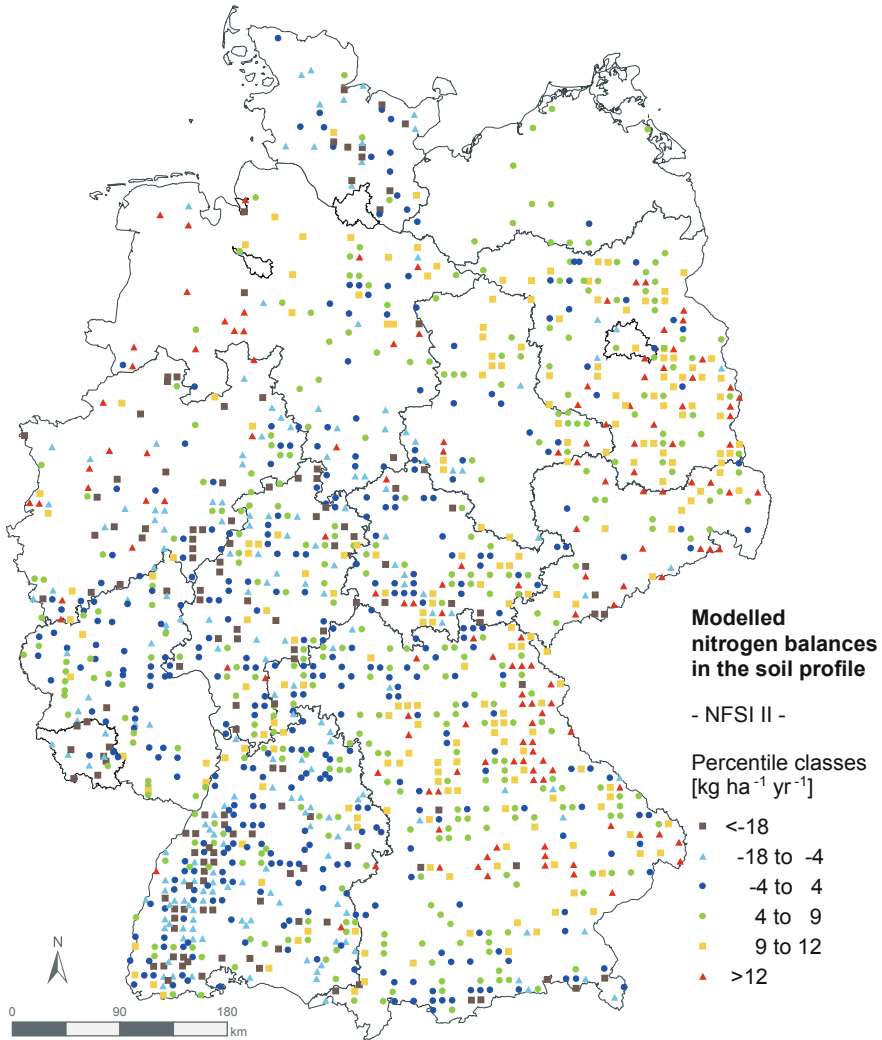 Modelled
nitrogen balances
in the soil profile
- NFSI II -
Percentile classes
[kg ha⁻¹ yr⁻¹]
<-18
-18 to -4
-4 to 4
4 to 9
9 to 12
>12
N
0 90 180
km